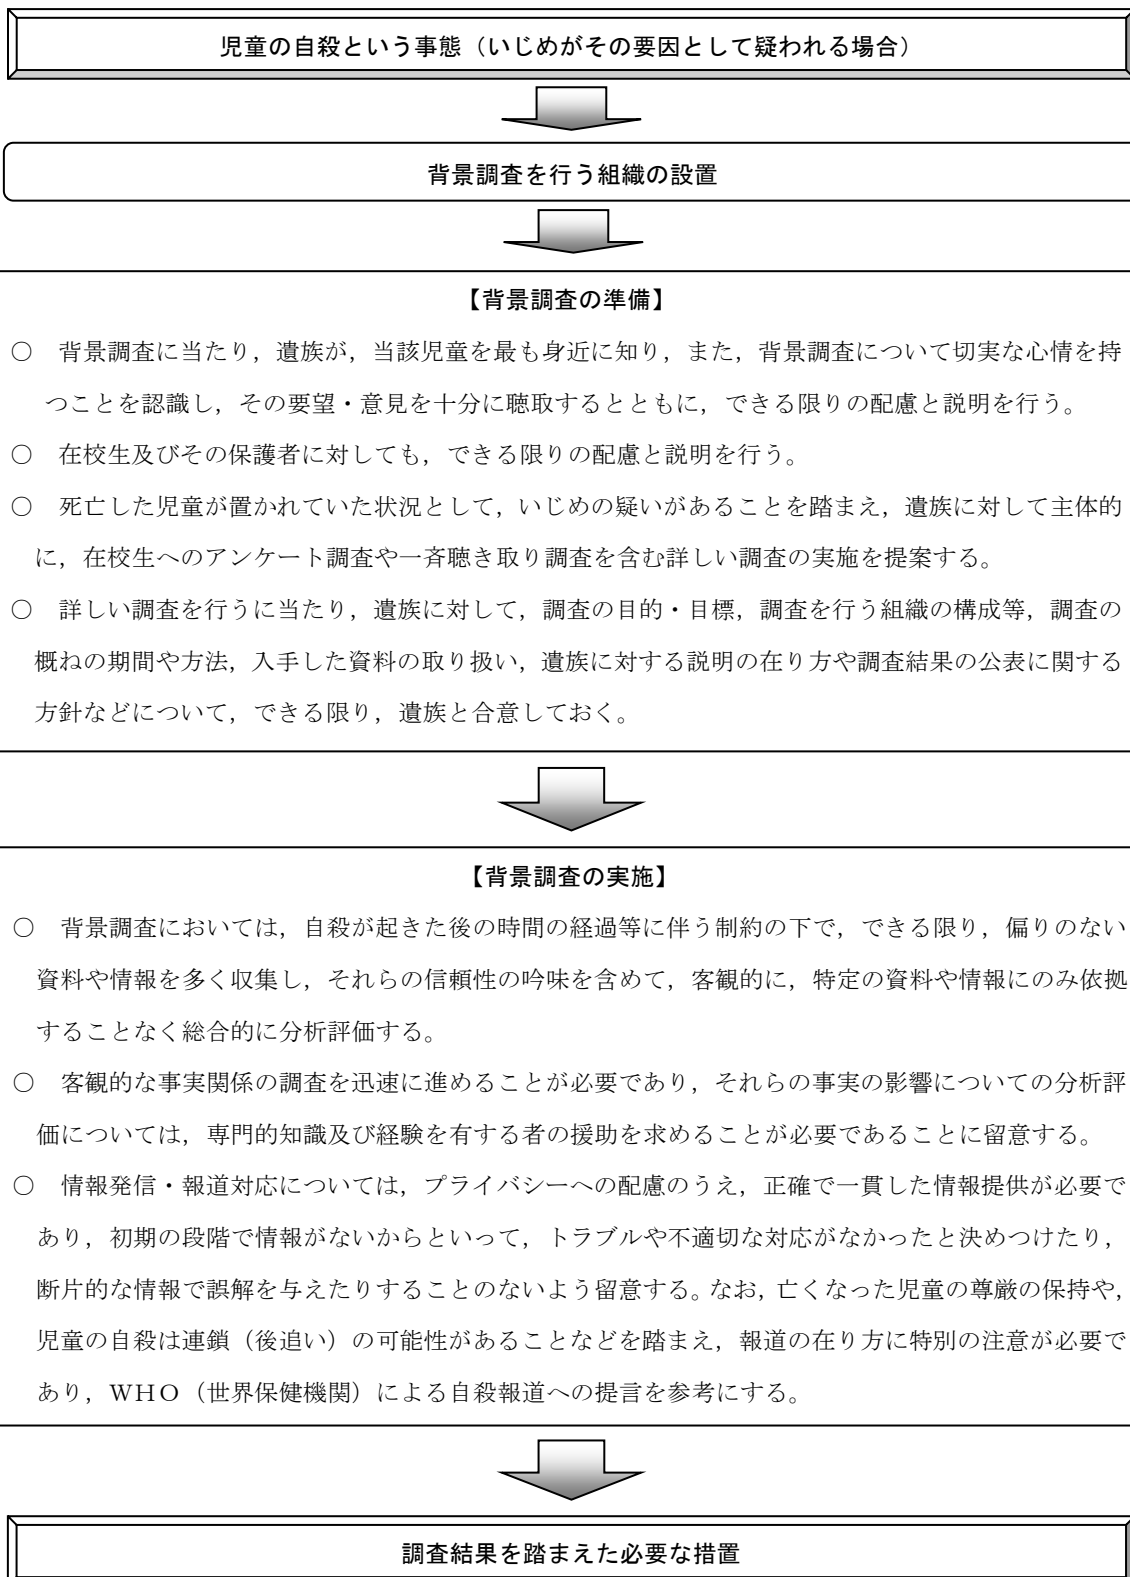 児童の自殺という事態（いじめがその要因として疑われる場合）
背景調査を行う組織の設置
【背景調査の準備】
○　背景調査に当たり，遺族が，当該児童を最も身近に知り，また，背景調査について切実な心情を持
つことを認識し，その要望・意見を十分に聴取するとともに，できる限りの配慮と説明を行う。
○　在校生及びその保護者に対しても，できる限りの配慮と説明を行う。
○　死亡した児童が置かれていた状況として，いじめの疑いがあることを踏まえ，遺族に対して主体的
に，在校生へのアンケート調査や一斉聴き取り調査を含む詳しい調査の実施を提案する。
○　詳しい調査を行うに当たり，遺族に対して，調査の目的・目標，調査を行う組織の構成等，調査の
概ねの期間や方法，入手した資料の取り扱い，遺族に対する説明の在り方や調査結果の公表に関する
方針などについて，できる限り，遺族と合意しておく。
【背景調査の実施】
○　背景調査においては，自殺が起きた後の時間の経過等に伴う制約の下で，できる限り，偏りのない
資料や情報を多く収集し，それらの信頼性の吟味を含めて，客観的に，特定の資料や情報にのみ依拠
することなく総合的に分析評価する。
○　客観的な事実関係の調査を迅速に進めることが必要であり，それらの事実の影響についての分析評
価については，専門的知識及び経験を有する者の援助を求めることが必要であることに留意する。
○　情報発信・報道対応については，プライバシーへの配慮のうえ，正確で一貫した情報提供が必要で
あり，初期の段階で情報がないからといって，トラブルや不適切な対応がなかったと決めつけたり，
断片的な情報で誤解を与えたりすることのないよう留意する。なお，亡くなった児童の尊厳の保持や，
児童の自殺は連鎖（後追い）の可能性があることなどを踏まえ，報道の在り方に特別の注意が必要で
あり，ＷＨＯ（世界保健機関）による自殺報道への提言を参考にする。
調査結果を踏まえた必要な措置